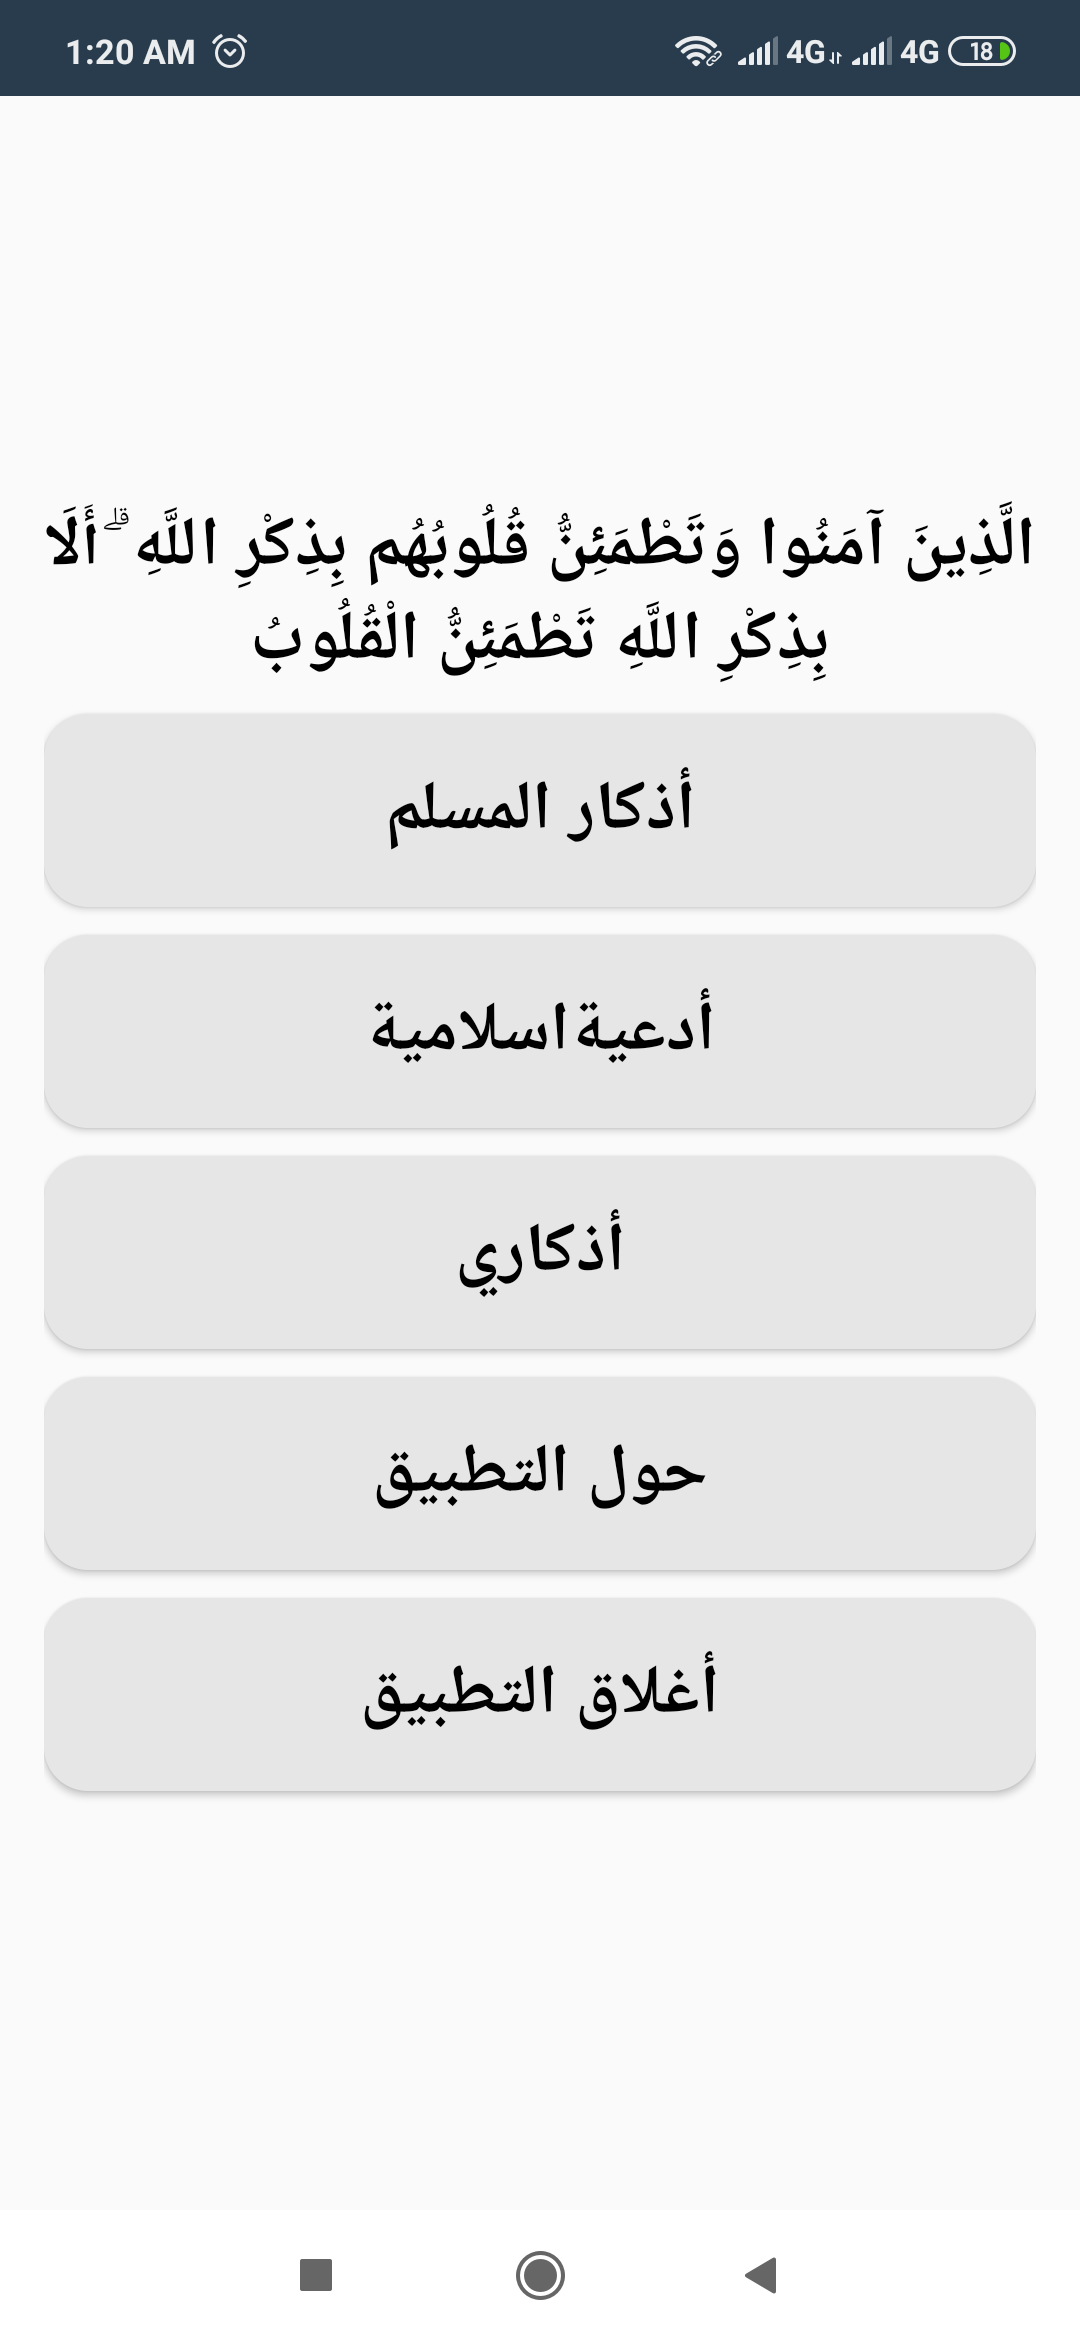 1:20 AM 4G 4G 18
الَّذِينَ آمَنُوا وَتَطْمَئِنُّ قُلُوبُهُم بِذِكْرِ اللَّهِ ۗ أَلَا
بِذِكْرِ اللَّهِ تَطْمَئِنُّ الْقُلُوبُ
أذكار المسلم
أدعية اسلامية
أذكاري
حول التطبيق
أغلاق التطبيق